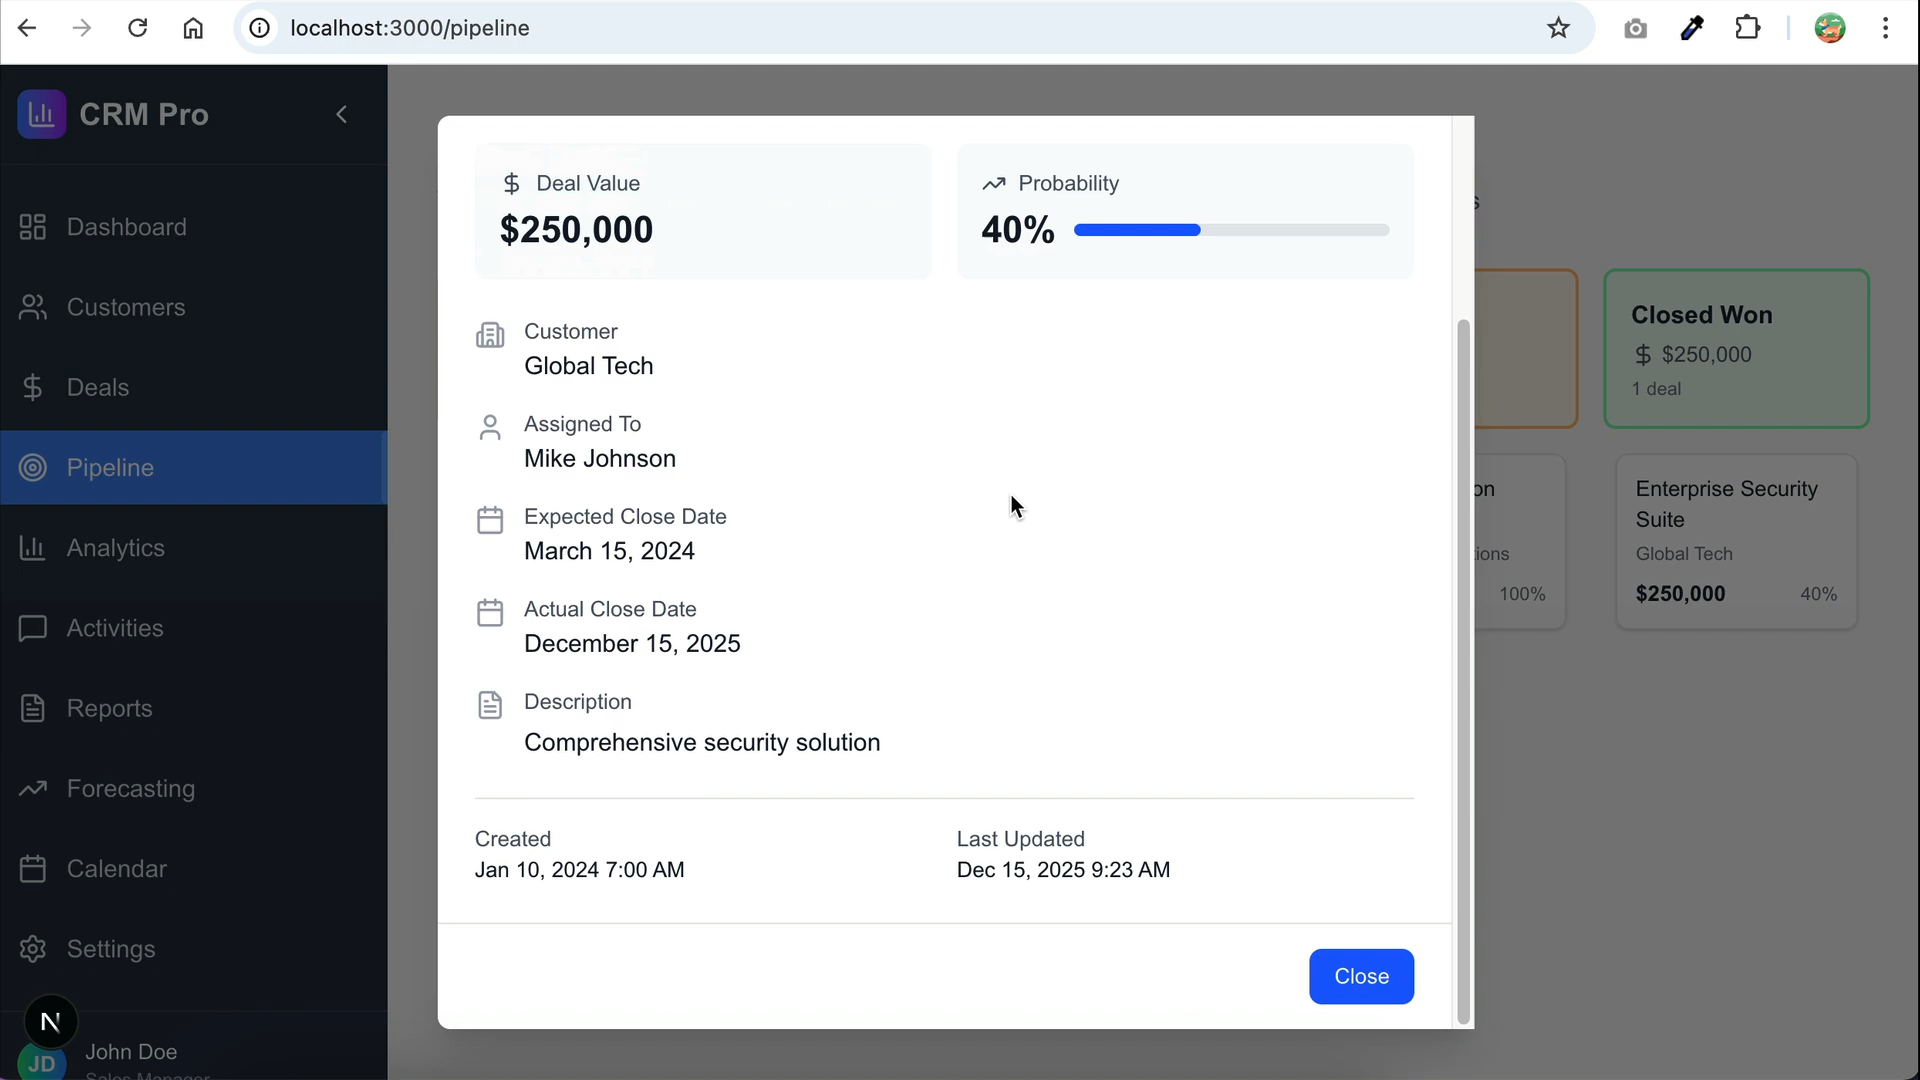 localhost:3000/pipeline
CRM Pro
Dashboard
Customers
Deals
Pipeline
Analytics
Activities
Reports
Forecasting
Calendar
Settings
N
JD
John Doe
Sales Manager
Deal Value
$250,000
Probability
40%
Customer
Global Tech
Assigned To
Mike Johnson
Expected Close Date
March 15, 2024
Actual Close Date
December 15, 2025
Description
Comprehensive security solution
Created
Jan 10, 2024 7:00 AM
Last Updated
Dec 15, 2025 9:23 AM
Close
s
on
ions
100%
Closed Won
$ $250,000
1 deal
Enterprise Security
Suite
Global Tech
$250,000
40%